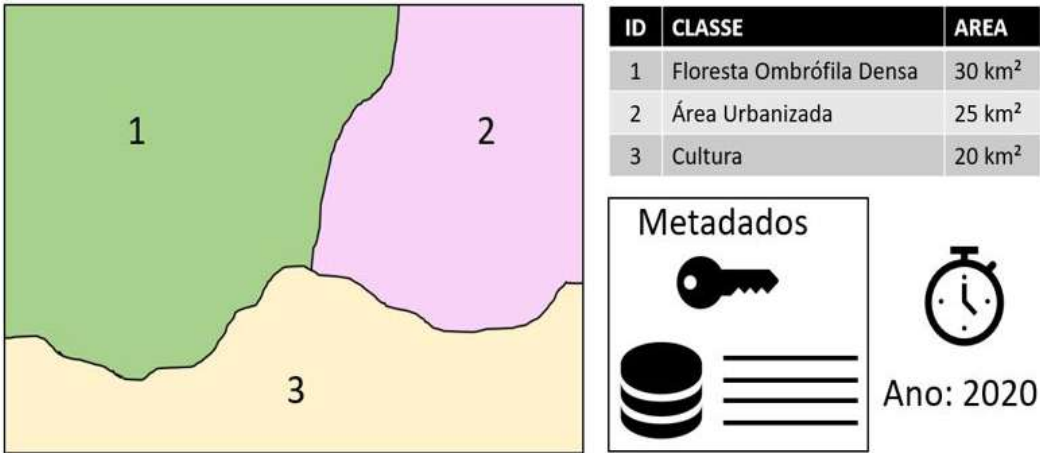 1
2
3
ID CLASSE AREA
1 Floresta Ombrófila Densa 30 km²
2 Área Urbanizada 25 km²
3 Cultura 20 km²
Metadados
Ano: 2020